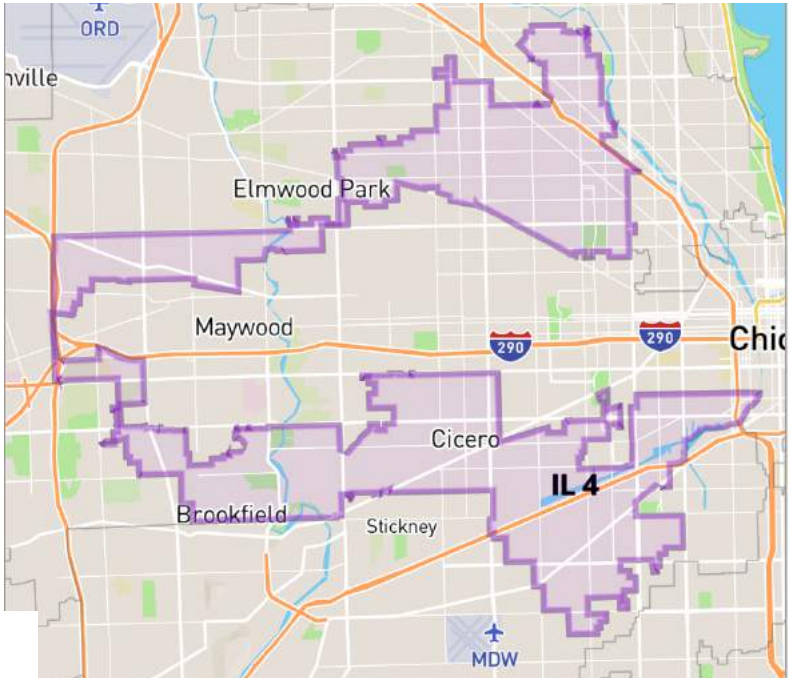 ORD
nville
Elmwood Park
Maywood
290
290
Chic
Cicero
IL 4
Brookfield
Stickney
MDW